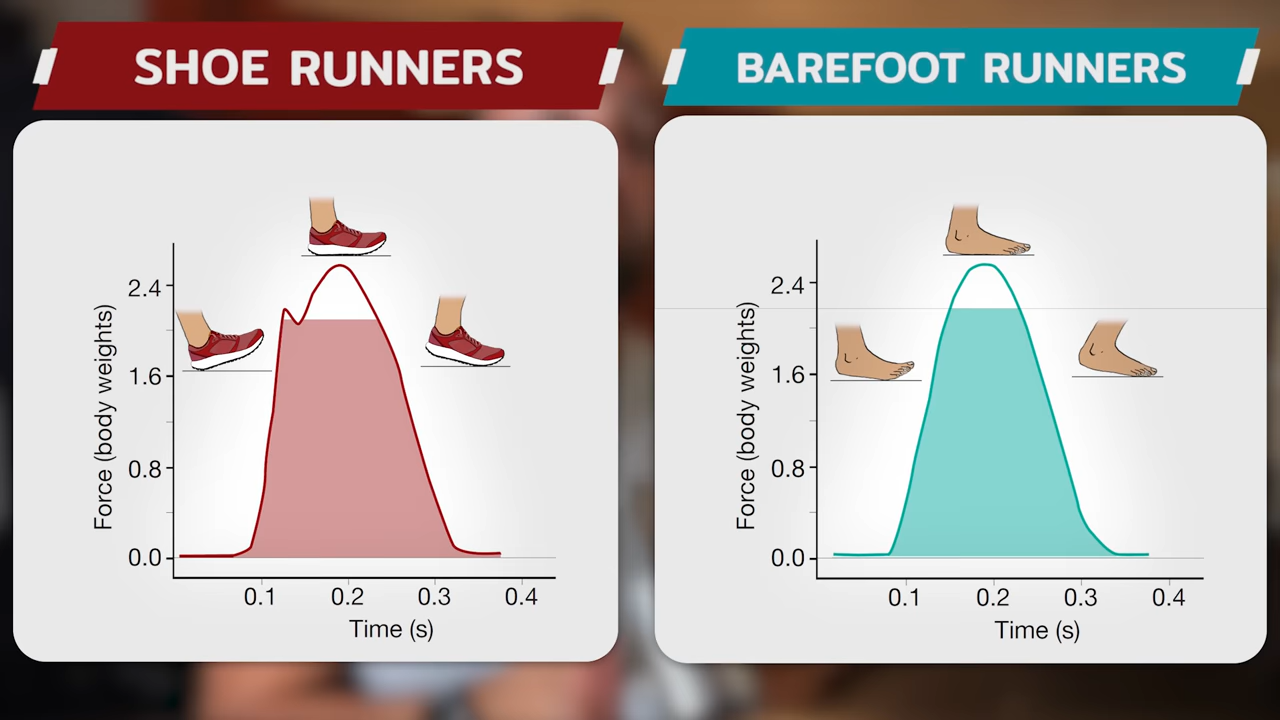 SHOE RUNNERS
Force (body weights)
2.4
1.6
0.8
0.0
0.1 0.2 0.3 0.4
Time (s)
BAREFOOT RUNNERS
Force (body weights)
2.4
1.6
0.8
0.0
0.1 0.2 0.3 0.4
Time (s)